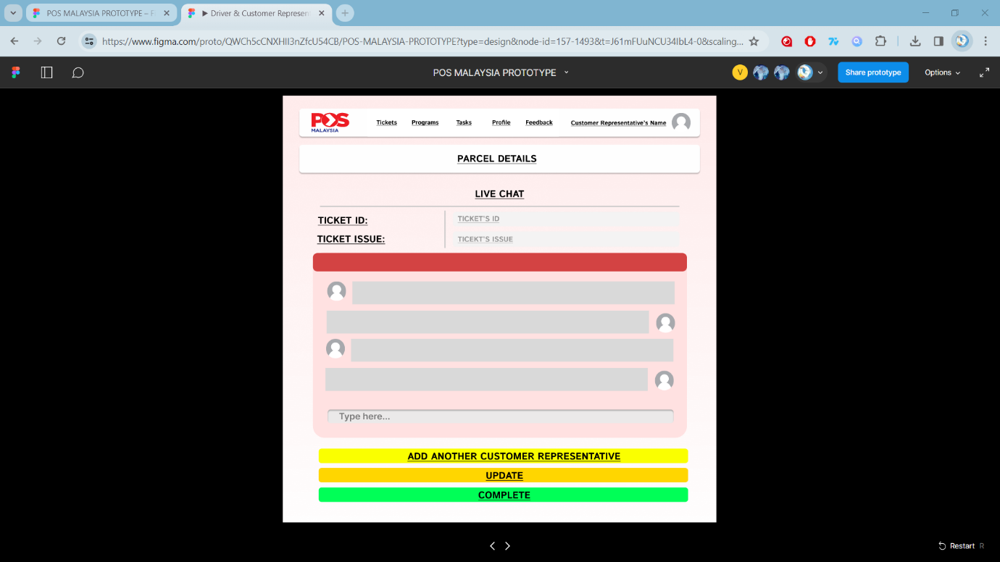 POS MALAYSIA PROTOTYPE – F
Driver & Customer Represen
https://www.figma.com/proto/QWCh5cCNXHII3nZfcU54CB/POS-MALAYSIA-PROTOTYPE?type=design&node-id=157-1493&t=J61mFUuNCU34IbL4-0&scaling...
POS MALAYSIA PROTOTYPE
V
Share prototype
Options
POS
MALAYSIA
Tickets Programs Tasks Profile Feedback Customer Representative's Name
PARCEL DETAILS
LIVE CHAT
TICKET ID: TICKET'S ID
TICKET ISSUE: TICEKT'S ISSUE
Type here...
ADD ANOTHER CUSTOMER REPRESENTATIVE
UPDATE
COMPLETE
Restart R